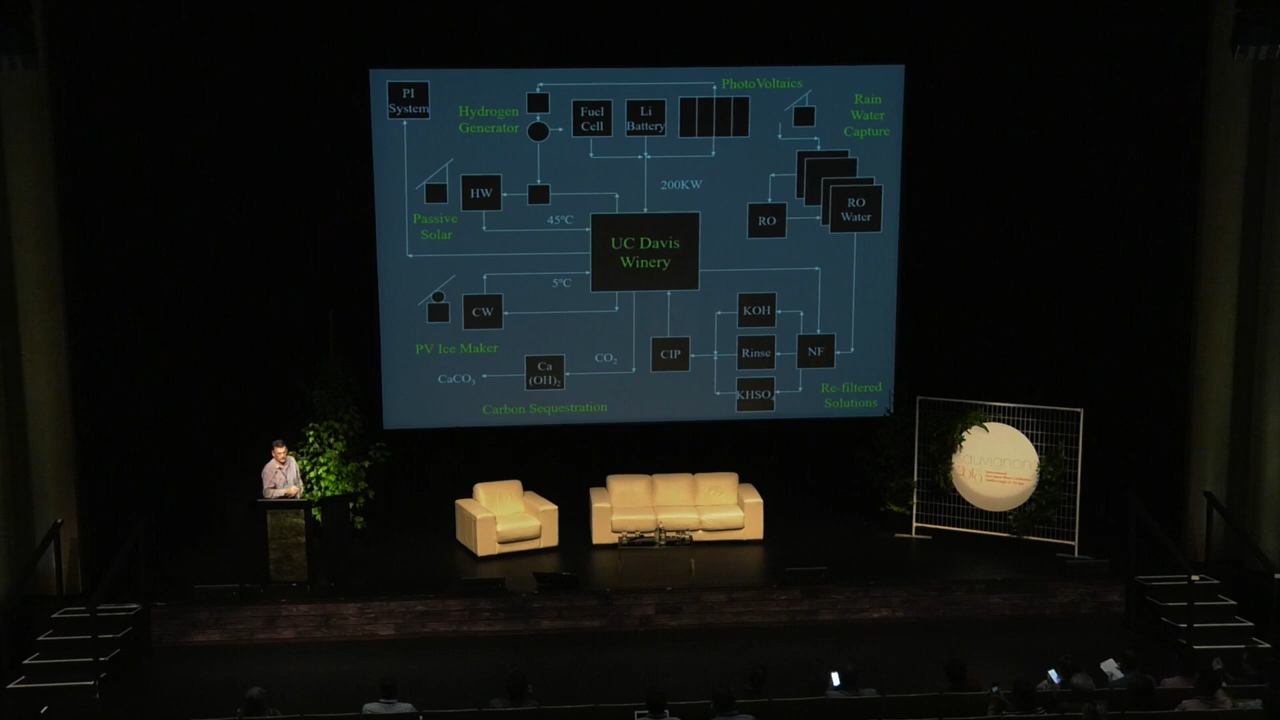 PI
System
Hydrogen
Generator
Fuel
Cell
Li
Battery
PhotoVoltaics
Rain
Water
Capture
HW
200KW
RO
RO
Water
Passive
Solar
45°C
UC Davis
Winery
5°C
CW
KOH
PV Ice Maker
CIP
Rinse
NF
CO₂
Ca
(OH)₂
CaCO₃
KHSO₄
Carbon Sequestration
Re-filtered
Solutions
sauvignon
2016